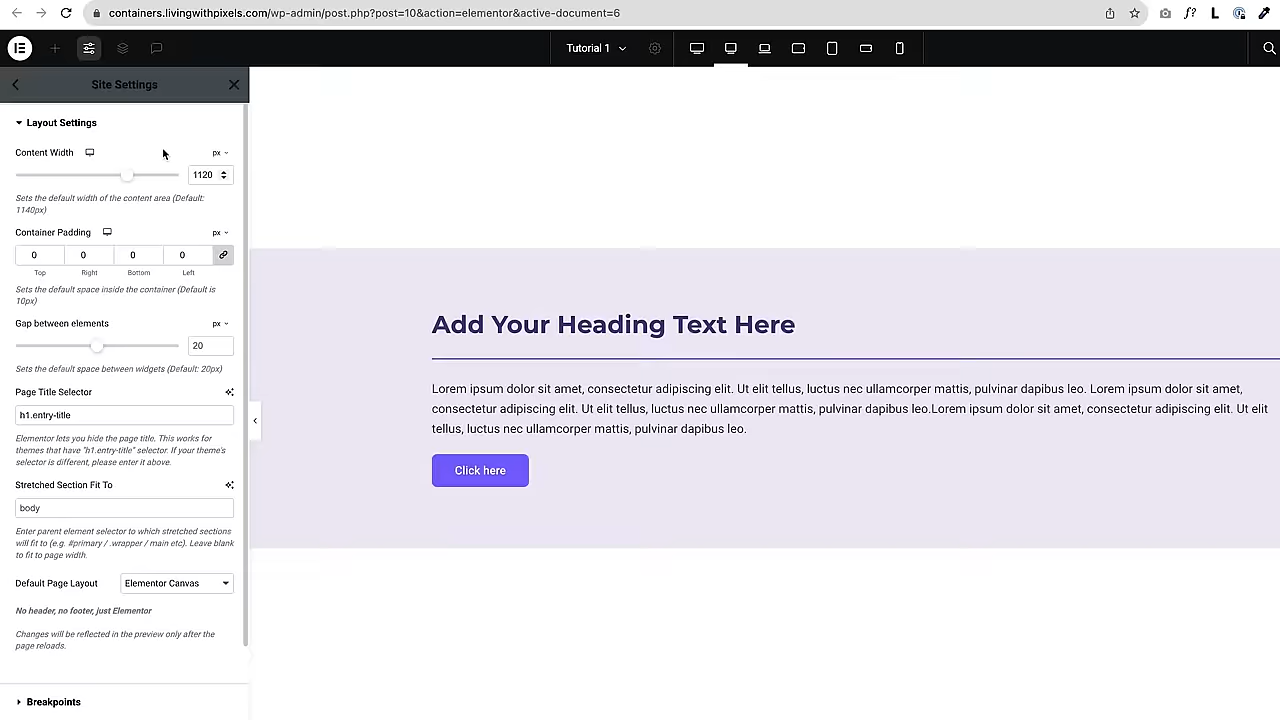 containers.livingwithpixels.com/wp-admin/post.php?post=10&action=elementor&active-document=6
Tutorial 1
Site Settings
Layout Settings
Content Width
px
1120
Sets the default width of the content area (Default:
1140px)
Container Padding
px
0 0 0 0
Top Right Bottom Left
Sets the default space inside the container (Default is
10px)
Gap between elements
px
20
Sets the default space between widgets (Default: 20px)
Page Title Selector
h1.entry-title
Elementor lets you hide the page title. This works for
themes that have "h1.entry-title" selector. If your theme's
selector is different, please enter it above.
Stretched Section Fit To
body
Enter parent element selector to which stretched sections
will fit to (e.g. #primary / .wrapper / main etc). Leave blank
to fit to page width.
Default Page Layout
Elementor Canvas
No header, no footer, just Elementor
Changes will be reflected in the preview only after the
page reloads.
Breakpoints
Add Your Heading Text Here
Lorem ipsum dolor sit amet, consectetur adipiscing elit. Ut elit tellus, luctus nec ullamcorper mattis, pulvinar dapibus leo. Lorem ipsum dolor sit amet,
consectetur adipiscing elit. Ut elit tellus, luctus nec ullamcorper mattis, pulvinar dapibus leo.Lorem ipsum dolor sit amet, consectetur adipiscing elit. Ut elit
tellus, luctus nec ullamcorper mattis, pulvinar dapibus leo.
Click here